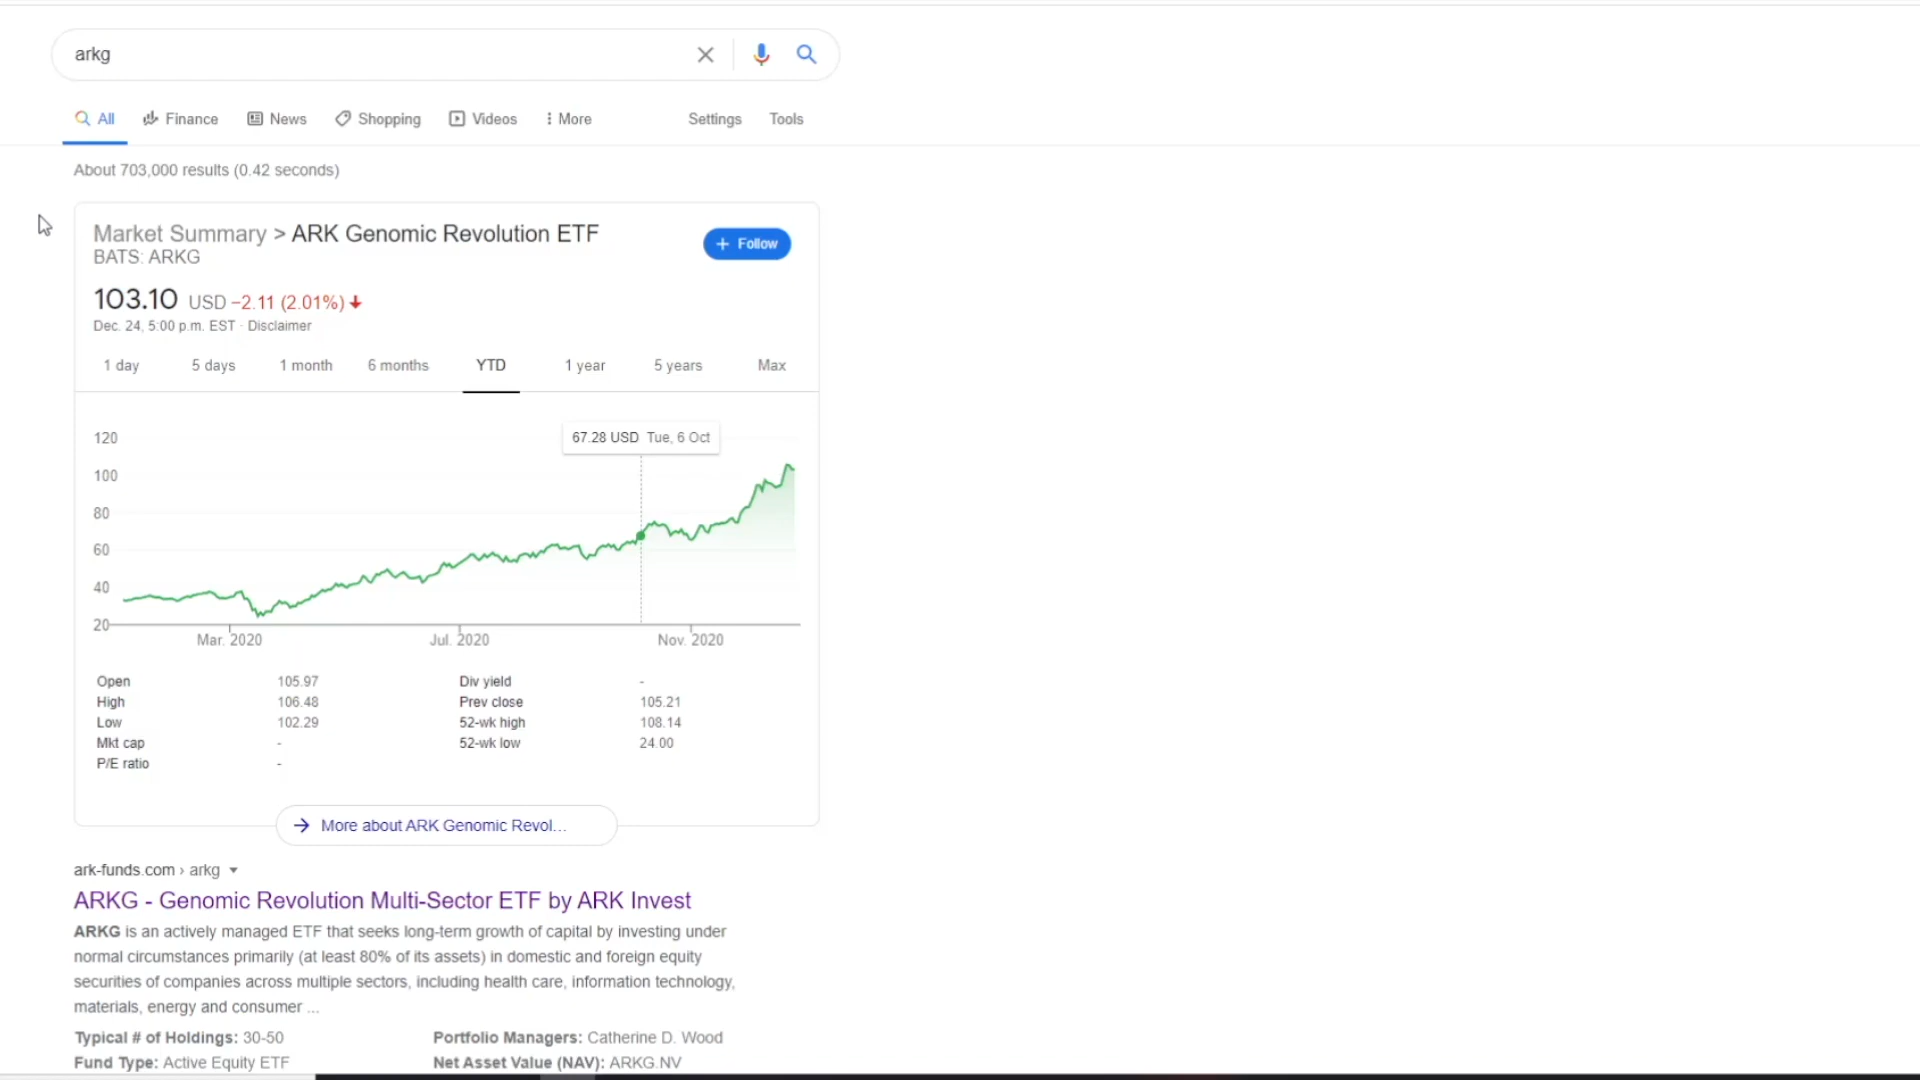 arkg
All Finance News Shopping Videos More Settings Tools
About 703,000 results (0.42 seconds)
Market Summary > ARK Genomic Revolution ETF
BATS: ARKG
+ Follow
103.10 USD −2.11 (2.01%)
Dec. 24, 5:00 p.m. EST · Disclaimer
1 day 5 days 1 month 6 months YTD 1 year 5 years Max
67.28 USD Tue, 6 Oct
120
100
80
60
40
20
Mar. 2020 Jul. 2020 Nov. 2020
Open 105.97 Div yield -
High 106.48 Prev close 105.21
Low 102.29 52-wk high 108.14
Mkt cap - 52-wk low 24.00
P/E ratio -
More about ARK Genomic Revol...
ark-funds.com › arkg
ARKG - Genomic Revolution Multi-Sector ETF by ARK Invest
ARKG is an actively managed ETF that seeks long-term growth of capital by investing under
normal circumstances primarily (at least 80% of its assets) in domestic and foreign equity
securities of companies across multiple sectors, including health care, information technology,
materials, energy and consumer ...
Typical # of Holdings: 30-50 Portfolio Managers: Catherine D. Wood
Fund Type: Active Equity ETF Net Asset Value (NAV): ARKG.NV